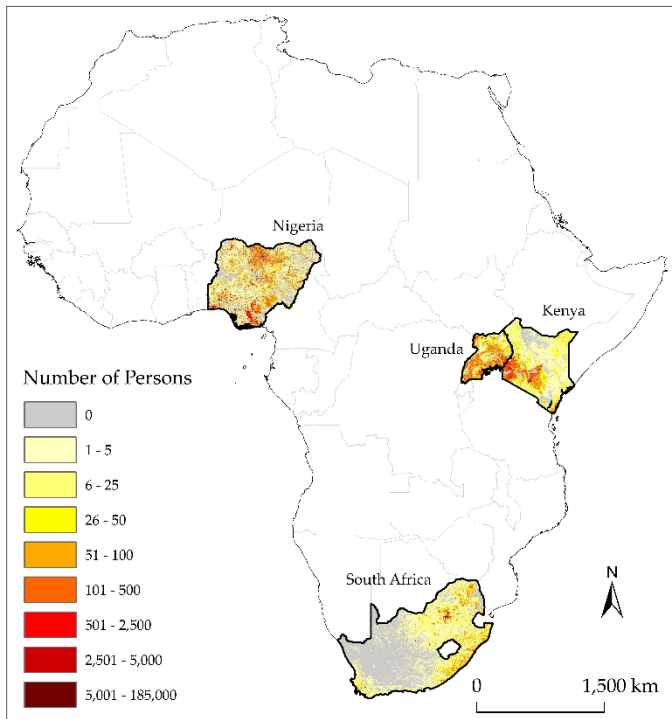 Nigeria
Kenya
Uganda
Number of Persons
0
1 - 5
6 - 25
26 - 50
51 - 100
101 - 500
501 - 2,500
2,501 - 5,000
5,001 - 185,000
South Africa
N
0 1,500 km